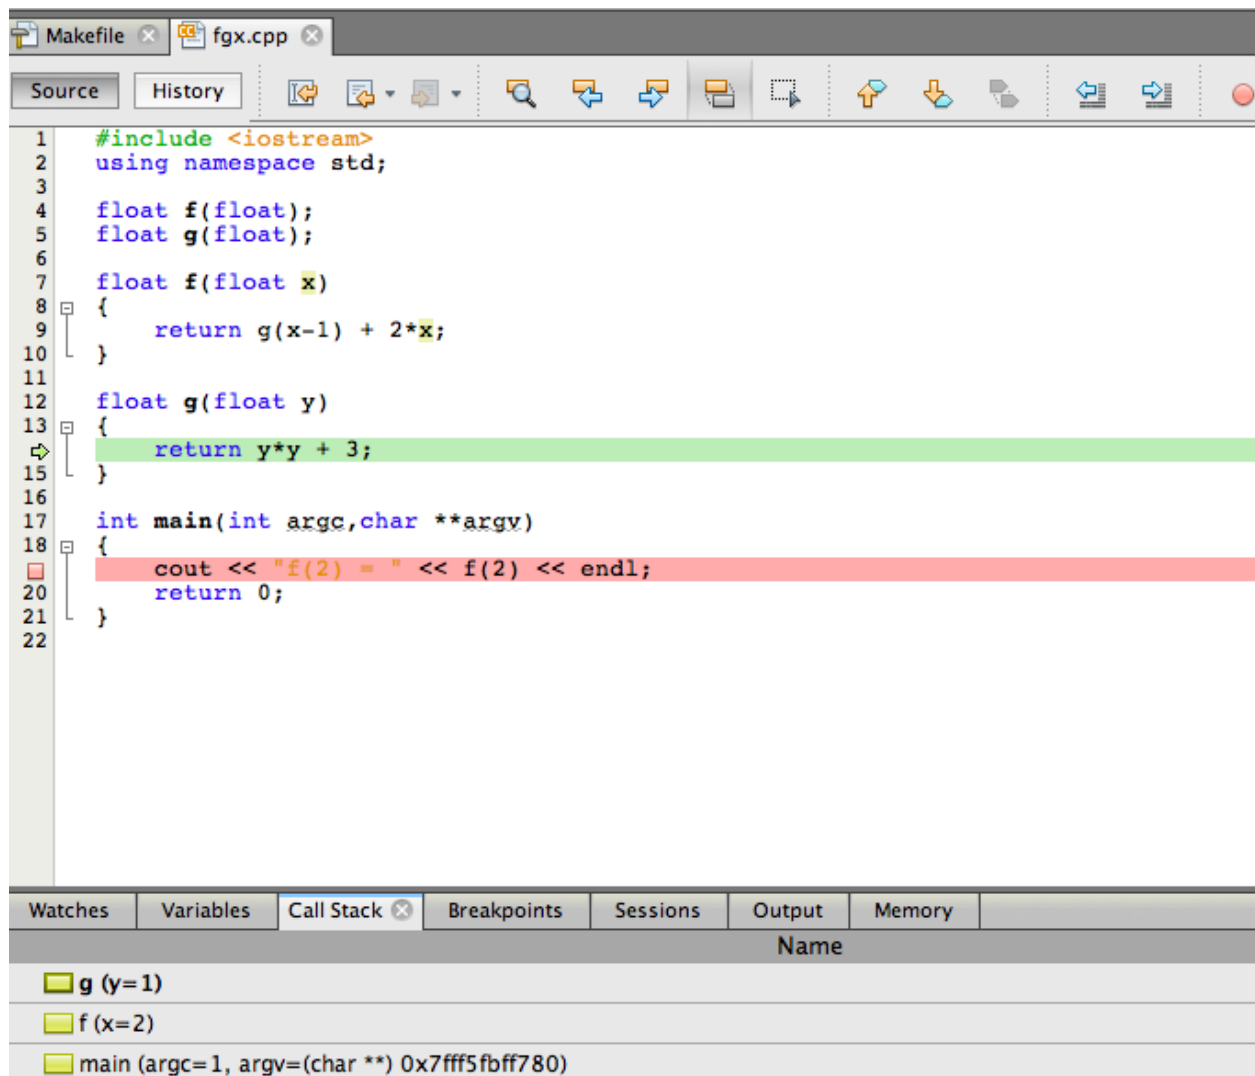 Makefile fgx.cpp
Source History
1 #include <iostream>
2 using namespace std;
3
4 float f(float);
5 float g(float);
6
7 float f(float x)
8 {
9 return g(x-1) + 2*x;
10 }
11
12 float g(float y)
13 {
return y*y + 3;
15 }
16
17 int main(int argc,char **argv)
18 {
cout << "f(2) = " << f(2) << endl;
20 return 0;
21 }
22
Watches Variables Call Stack Breakpoints Sessions Output Memory
Name
g (y=1)
f (x=2)
main (argc=1, argv=(char **) 0x7fff5fbff780)